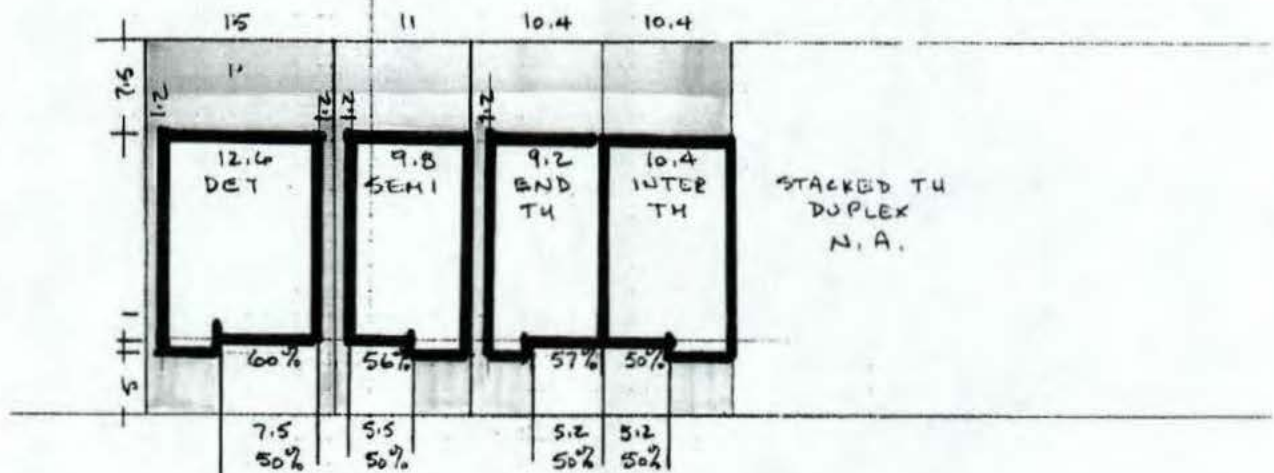 15 11 10.4 10.4
7.5
1.2 1.2 1.2 1.2
12.6 9.8 9.2 10.4
DET SEMI END INTER
TH TH
STACKED TH
DUPLEX
N.A.
1
60% 56% 57% 50%
5
7.5 5.5 5.2 5.2
50% 50% 50% 50%